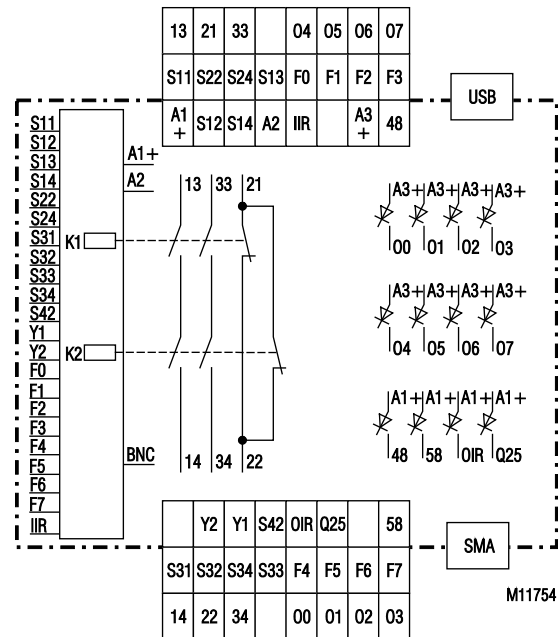 13 21 33 04 05 06 07
S11 S22 S24 S13 F0 F1 F2 F3
A1+ S12 S14 A2 IIR A3+ 48
USB
S11
S12
S13
S14
S22
S24
S31
S32
S33
S34
S42
Y1
Y2
F0
F1
F2
F3
F4
F5
F6
F7
IIR
A1+
A2
K1
K2
BNC
13 33 21
14 34 22
A3+ A3+ A3+ A3+
00 01 02 03
A3+ A3+ A3+ A3+
04 05 06 07
A1+ A1+ A1+ A1+
48 58 OIR Q25
Y2 Y1 S42 OIR Q25 58
S31 S32 S34 S33 F4 F5 F6 F7
14 22 34 00 01 02 03
SMA
M11754